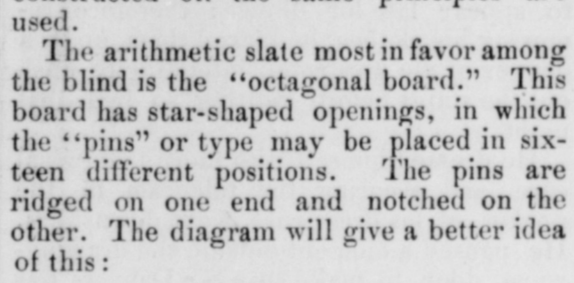 used.
The arithmetic slate most in favor among
the blind is the "octagonal board." This
board has star-shaped openings, in which
the "pins" or type may be placed in six-
teen different positions. The pins are
ridged on one end and notched on the
other. The diagram will give a better idea
of this: